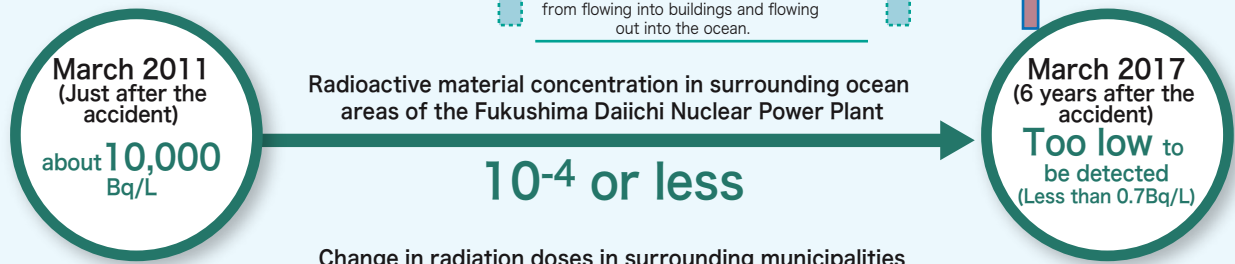 from flowing into buildings and flowing
out into the ocean.
March 2011
(Just after the
accident)
about 10,000
Bq/L
Radioactive material concentration in surrounding ocean
areas of the Fukushima Daiichi Nuclear Power Plant
10-4 or less
March 2017
(6 years after the
accident)
Too low to
be detected
(Less than 0.7Bq/L)
Change in radiation doses in surrounding municipalities